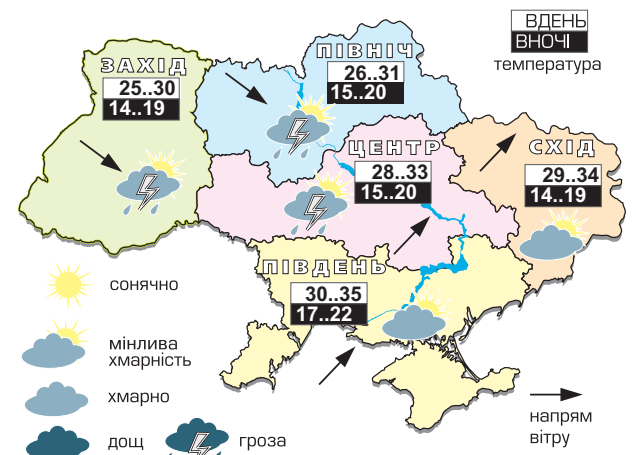 ВДЕНЬ
ВНОЧІ
температура
ПІВНІЧ
26..31
15..20
ЗАХІД
25..30
14..19
ЦЕНТР
28..33
15..20
СХІД
29..34
14..19
ПІВДЕНЬ
30..35
17..22
сонячно
мінлива
хмарність
хмарно
дощ
гроза
напрям
вітру